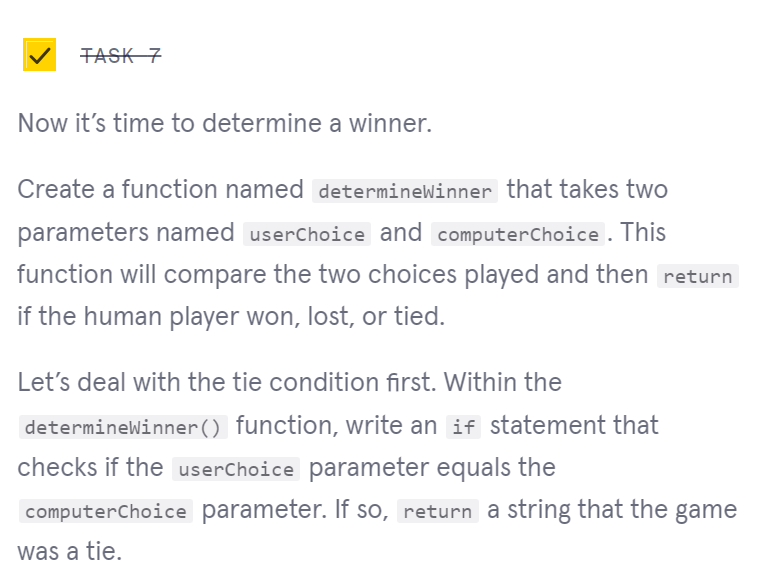 TASK 7
Now it’s time to determine a winner.
Create a function named determineWinner that takes two
parameters named userChoice and computerChoice. This
function will compare the two choices played and then return
if the human player won, lost, or tied.
Let’s deal with the tie condition first. Within the
determineWinner() function, write an if statement that
checks if the userChoice parameter equals the
computerChoice parameter. If so, return a string that the game
was a tie.